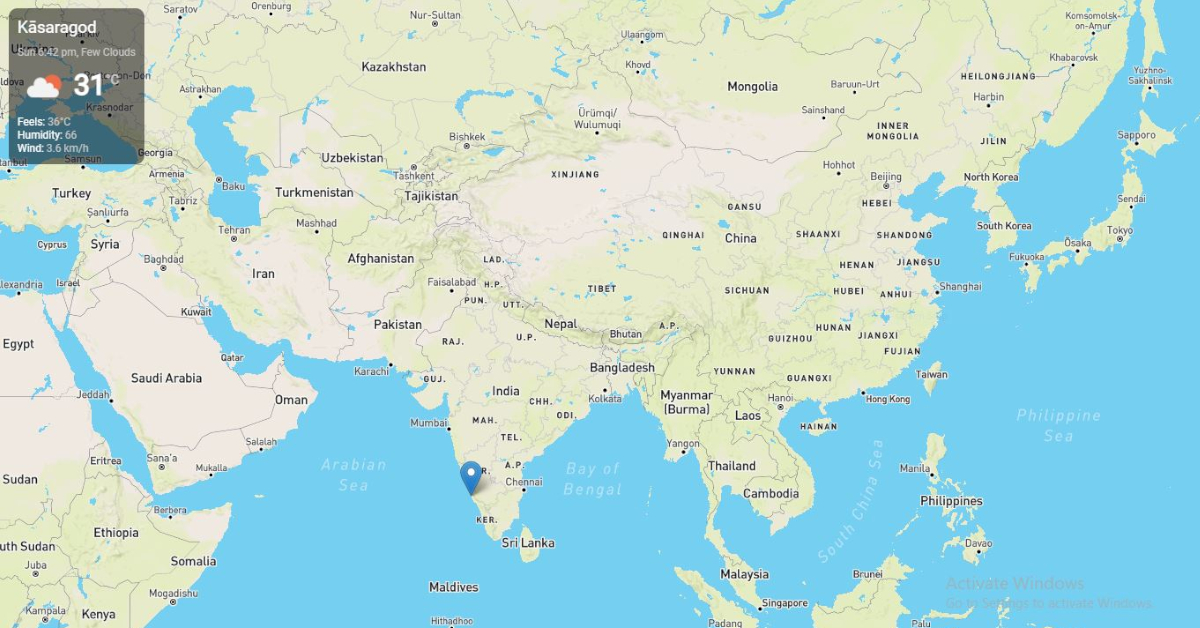 Kāsaragod
Sun 6:42 pm, Few Clouds
31°C
Feels: 36°C
Humidity: 66
Wind: 3.6 km/h
Saratov
Orenburg
Nur-Sultan
Ulaangom
Komsomolsk-
on-Amur
Kazakhstan
Khovd
Mongolia
Baruun-Urt
HEILONGJIANG
Khabarovsk
Yuzhno-
Sakhalinsk
Astrakhan
Krasnodar
Ürümqi/
Wulumuqi
Sainshand
Harbin
Bishkek
INNER
MONGOLIA
JILIN
Sapporo
Samsun
Georgia
Uzbekistan
Tashkent
Hohhot
Armenia
XINJIANG
Beijing
North Korea
Turkey
Baku
Turkmenistan
Tajikistan
Tabriz
GANSU
HEBEI
Sendai
Şanlıurfa
Mashhad
Tehran
QINGHAI
China
SHAANXI
SHANDONG
South Korea
Tokyo
Cyprus
Syria
Ōsaka
Baghdad
Afghanistan
LAD.
Fukuoka
Iran
HENAN
JIANGSU
Israel
Faisalabad
H.P.
TIBET
SICHUAN
HUBEI
ANHUI
Shanghai
PUN.
UTT.
Kuwait
Pakistan
Nepal
Bhutan
A.P.
HUNAN
JIANGXI
Egypt
RAJ.
U.P.
GUIZHOU
FUJIAN
Qatar
Karachi
Bangladesh
YUNNAN
Taiwan
Saudi Arabia
GUJ.
GUANGXI
India
Myanmar
(Burma)
Jeddah
Oman
CHH.
Kolkata
Hanoi
Hong Kong
Laos
ODI.
Philippine
Sea
Mumbai
MAH.
HAINAN
TEL.
Salalah
Yangon
Eritrea
Sana'a
Mukalla
Arabian
Sea
A.P.
Bay of
Bengal
Thailand
Manila
South China Sea
Sudan
Chennai
Cambodia
Philippines
Berbera
KER.
Ethiopia
Sri Lanka
Davao
Somalia
Juba
Malaysia
Brunei
Maldives
Activate Windows
Go to Settings to activate Windows.
Mogadishu
Singapore
Kampala
Kenya
Hithadhoo
Padang
Palu